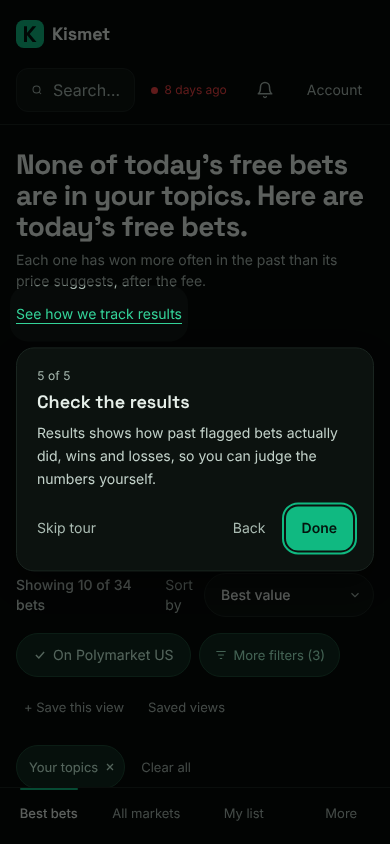 Kismet
Search...
8 days ago
Account
None of today's free bets
are in your topics. Here are
today's free bets.
Each one has won more often in the past than its
price suggests, after the fee.
See how we track results
5 of 5
Check the results
Results shows how past flagged bets actually
did, wins and losses, so you can judge the
numbers yourself.
Skip tour
Back
Done
Showing 10 of 34
bets
Sort
by
Best value
On Polymarket US
More filters (3)
+ Save this view
Saved views
Your topics ×
Clear all
Best bets
All markets
My list
More